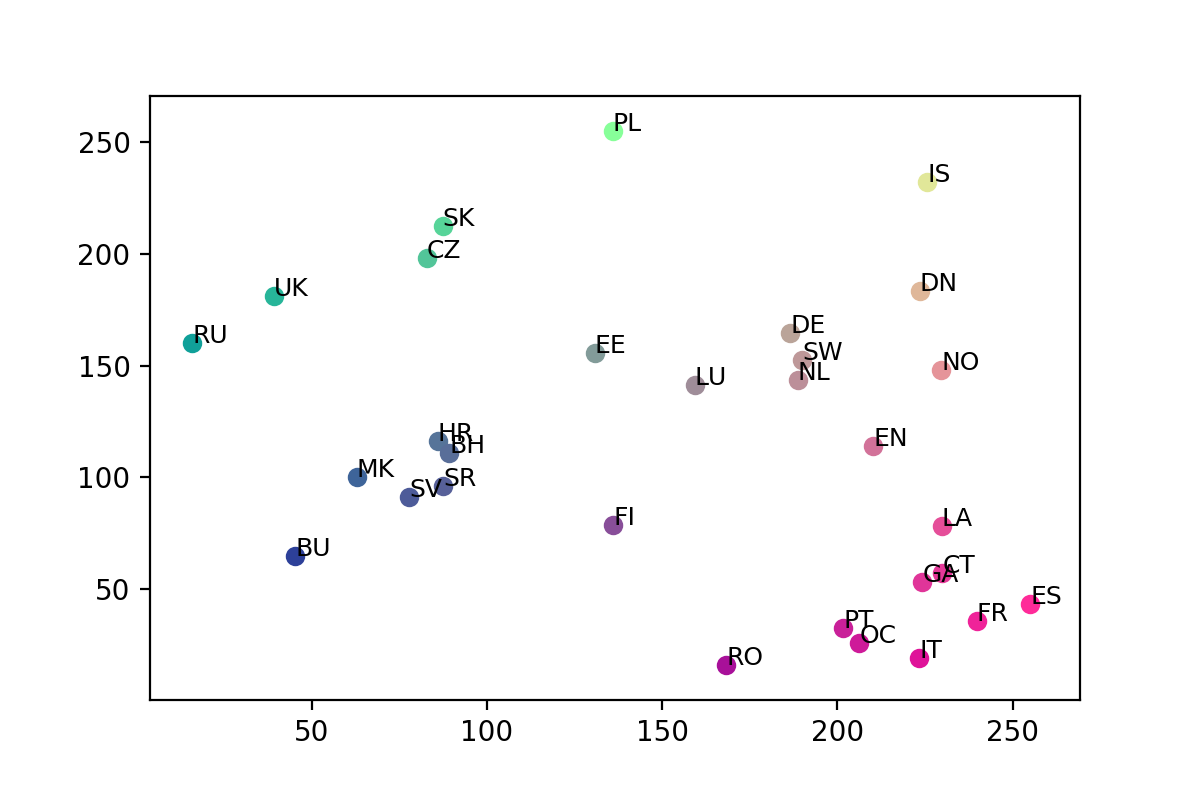 PL
250
IS
SK
CZ
200
UK
DN
RU
DE
EE
SW
NO
150
LU
NL
HR
BH
EN
MK
100
SR
SV
FI
LA
BU
CT
GA
50
ES
FR
PT
OC
IT
RO
50 100 150 200 250